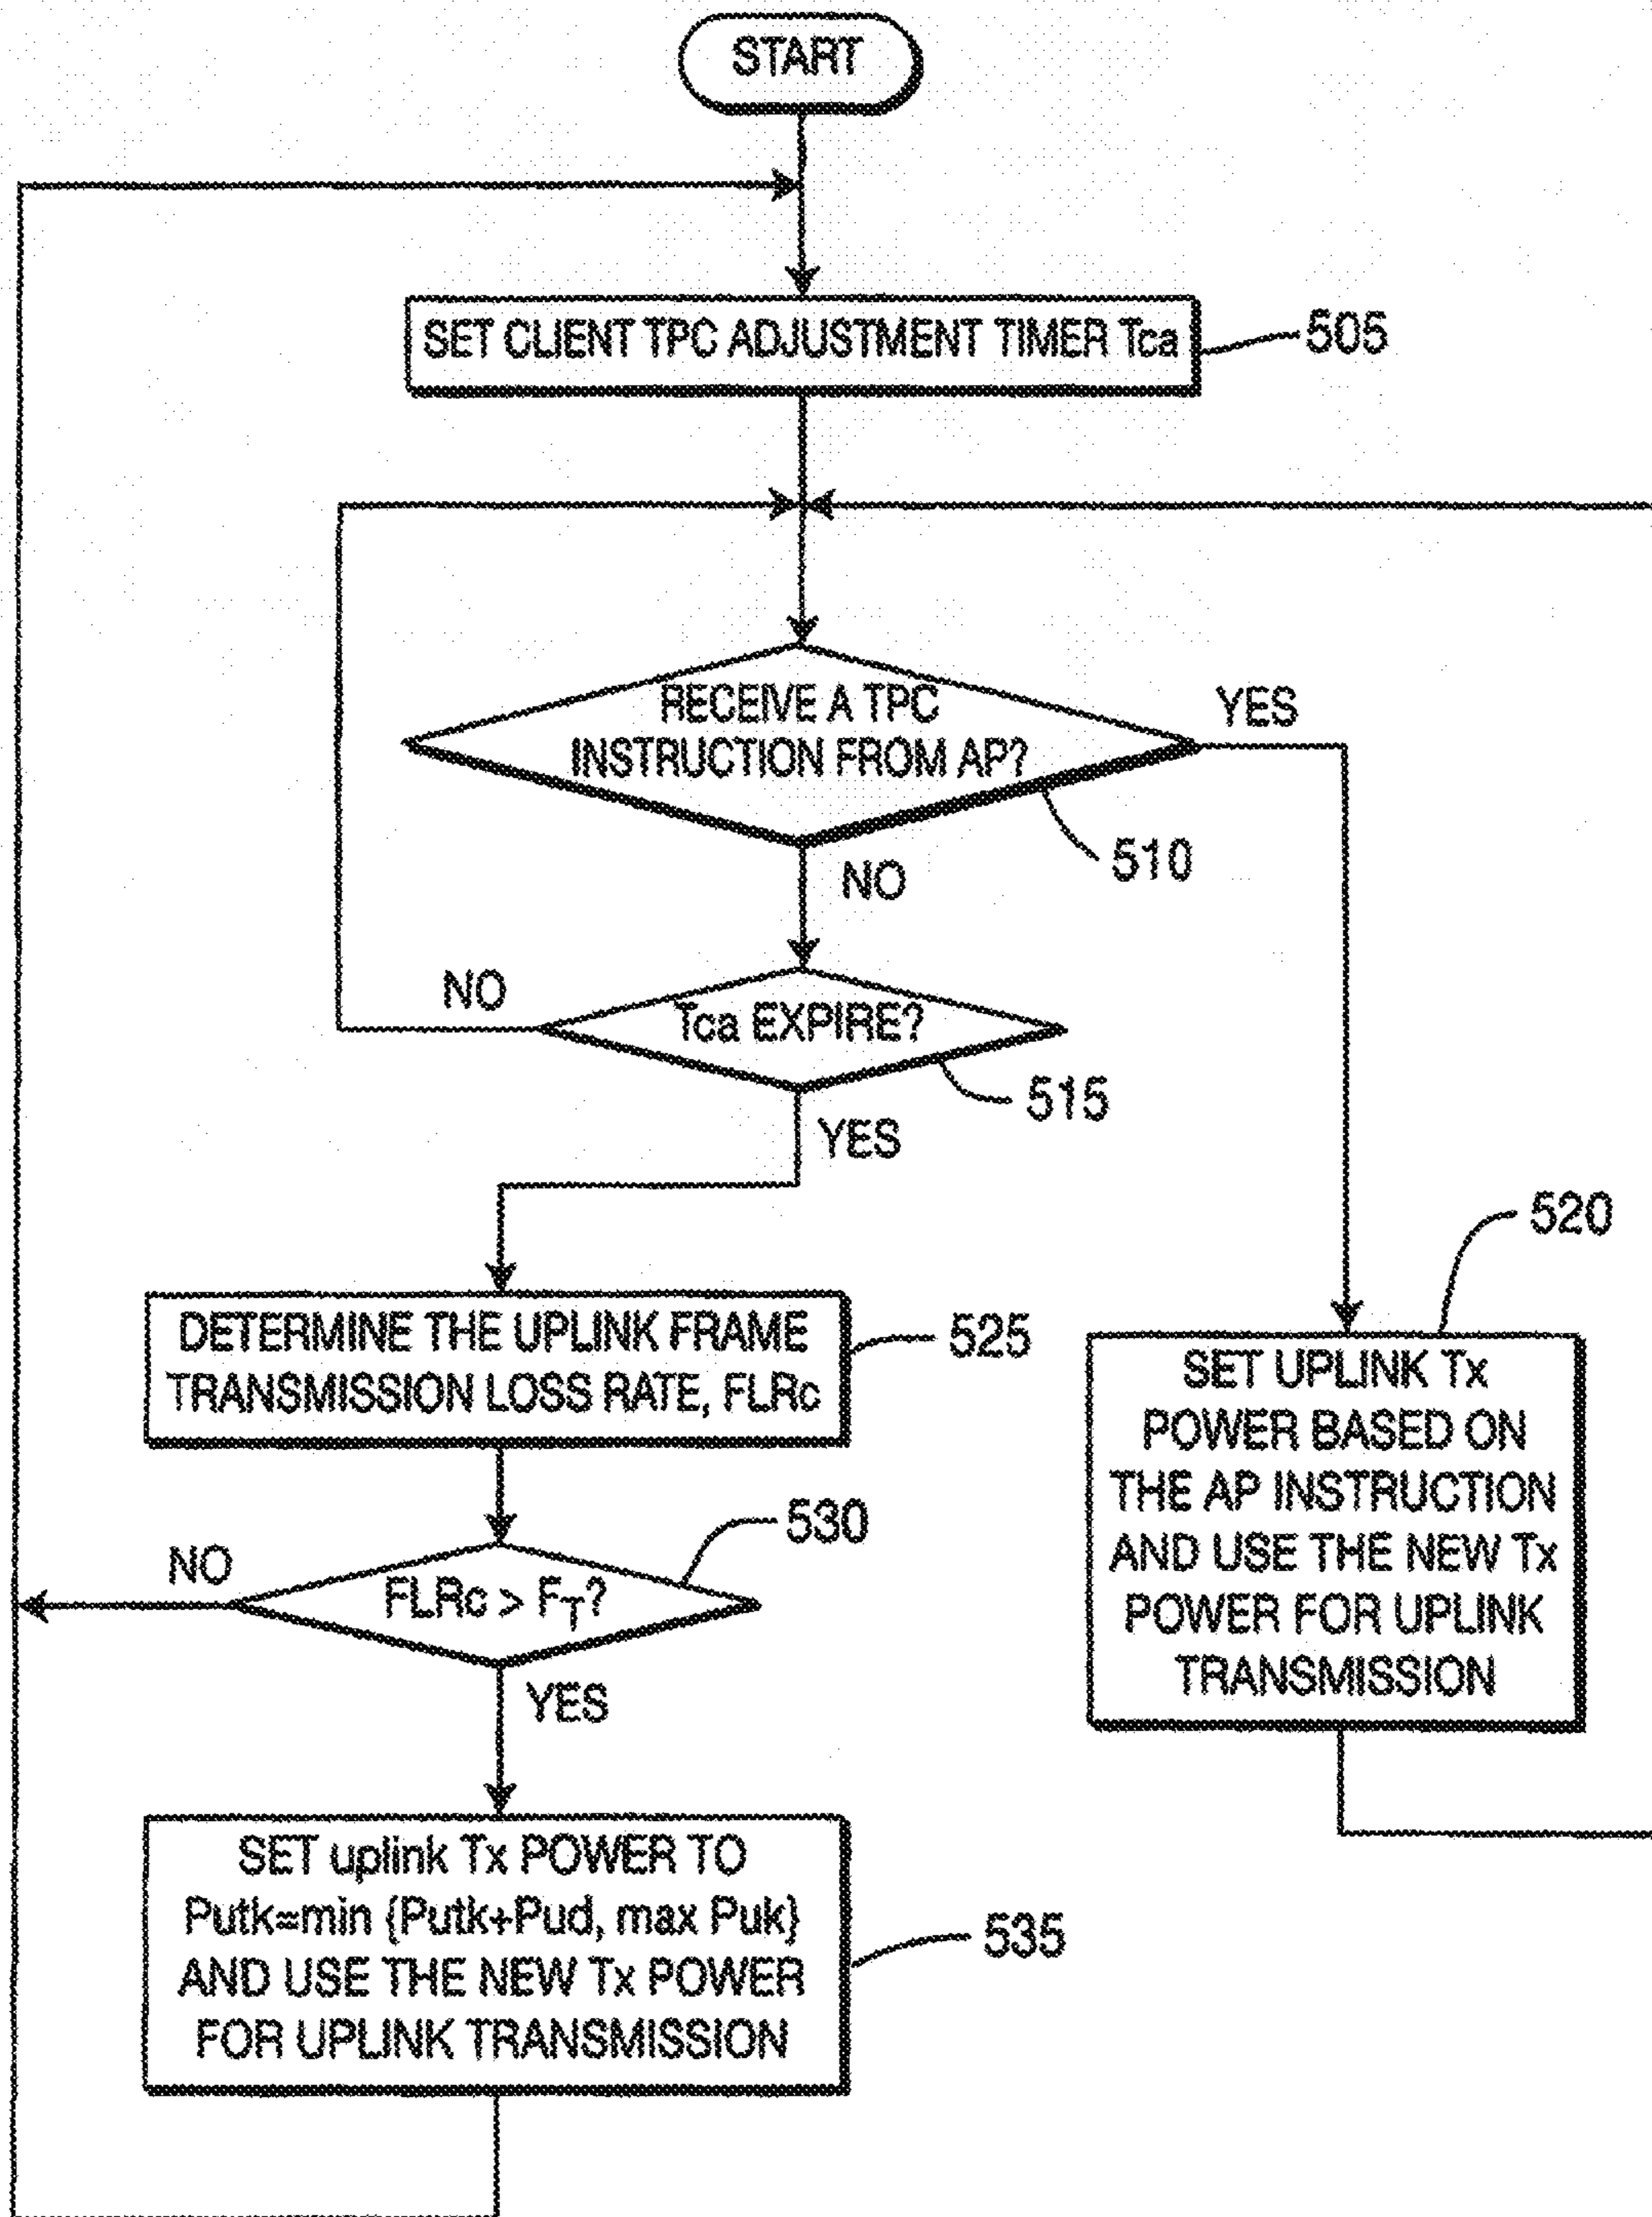 START
SET CLIENT TPC ADJUSTMENT TIMER Tca
505
RECEIVE A TPC
INSTRUCTION FROM AP?
YES
510
NO
NO
Tca EXPIRE?
515
YES
520
DETERMINE THE UPLINK FRAME
TRANSMISSION LOSS RATE, FLRc
525
SET UPLINK Tx
POWER BASED ON
THE AP INSTRUCTION
AND USE THE NEW Tx
POWER FOR UPLINK
TRANSMISSION
530
NO
FLRc > FT?
YES
SET uplink Tx POWER TO
Putk=min {Putk+Pud, max Puk}
AND USE THE NEW Tx POWER
FOR UPLINK TRANSMISSION
535